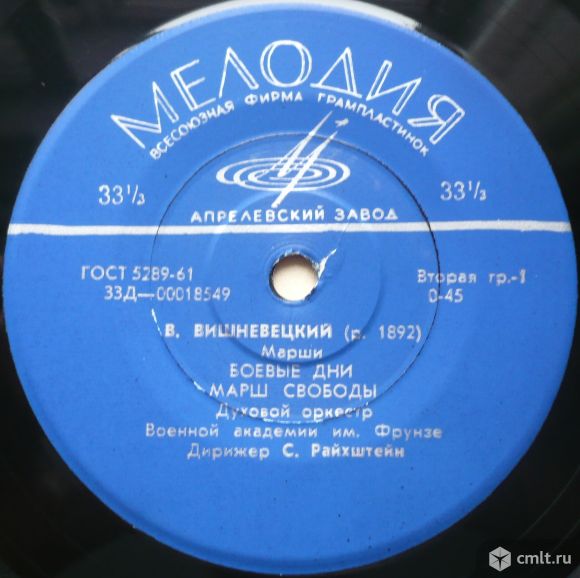 МЕЛОДИЯ
ВСЕСОЮЗНАЯ ФИРМА ГРАМПЛАСТИНОК
33⅓ 33⅓
АПРЕЛЕВСКИЙ ЗАВОД
ГОСТ 5289-61 Вторая гр.-1
33Д—00018549 0-45
В. ВИШНЕВЕЦКИЙ (р. 1892)
Марши
БОЕВЫЕ ДНИ
МАРШ СВОБОДЫ
Духовой оркестр
Военной академии им. Фрунзе
Дирижер С. Райхштейн
cmlt.ru